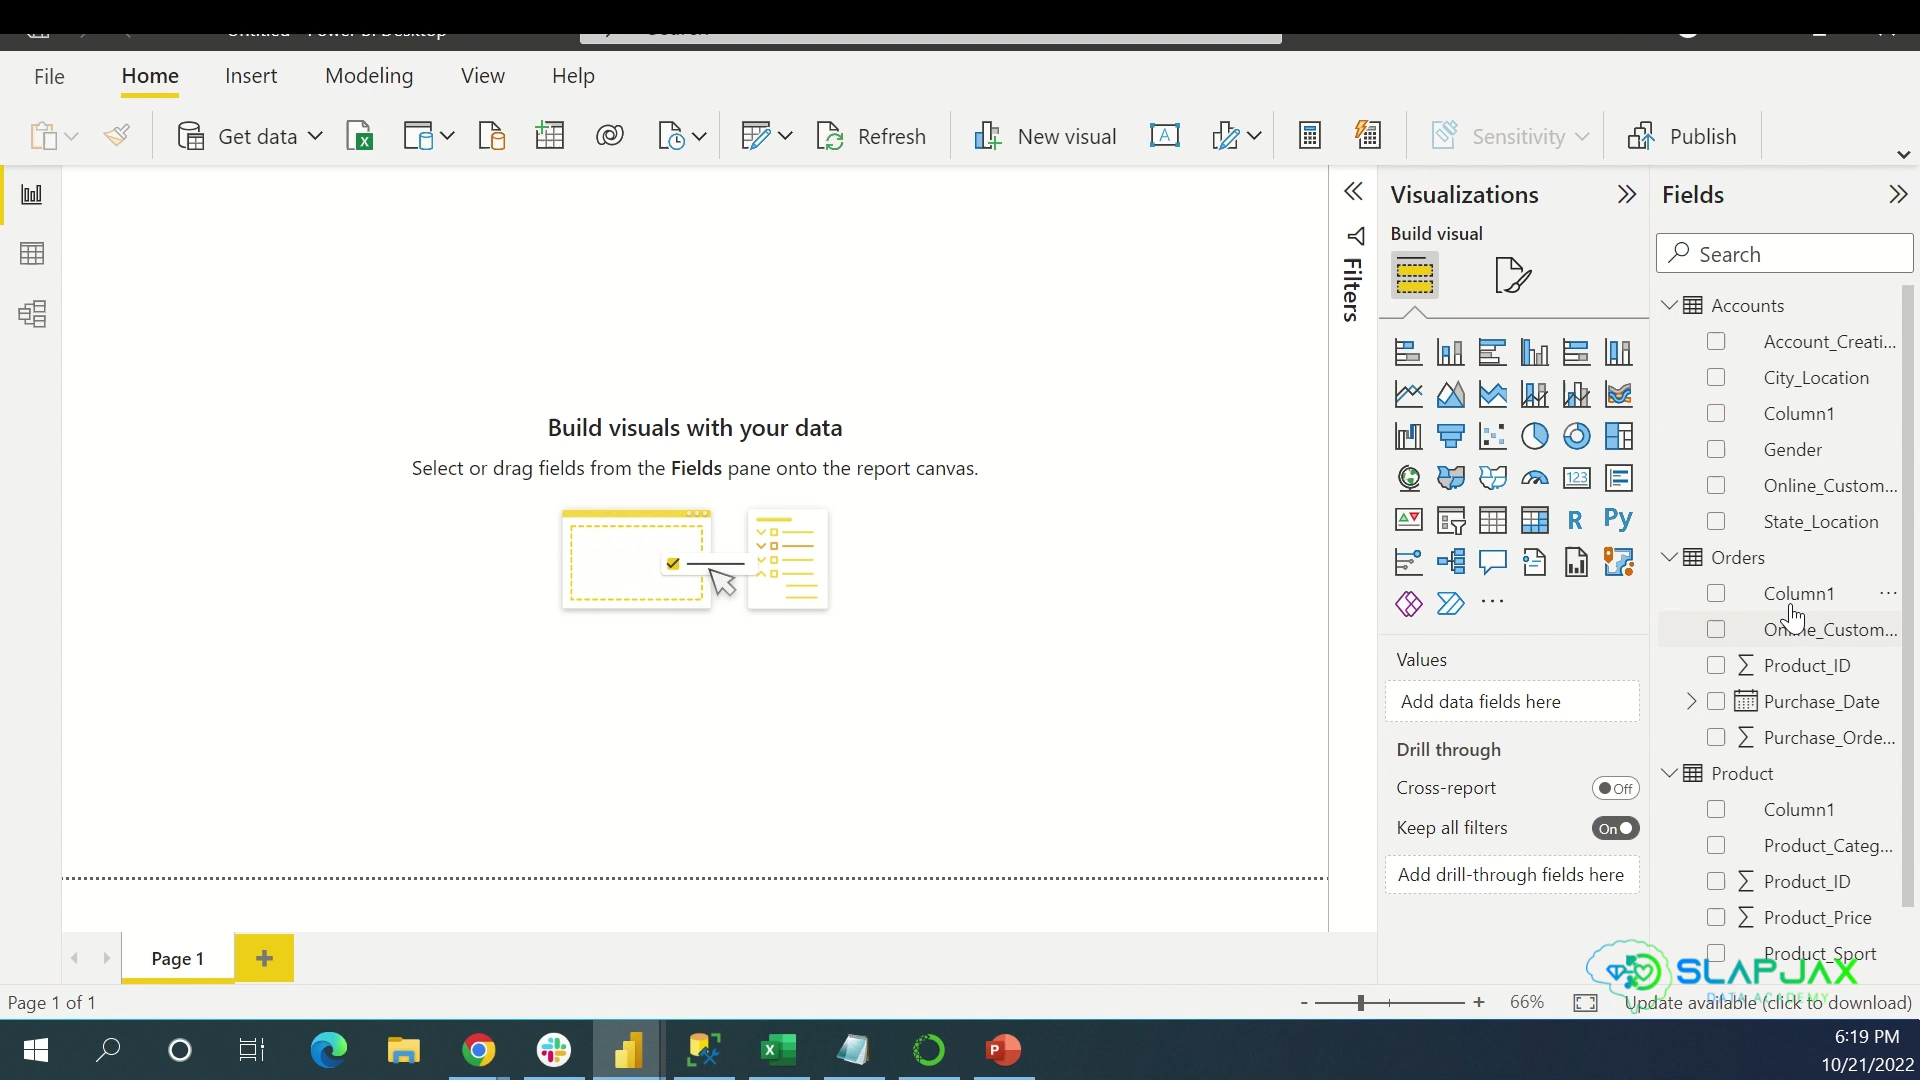 File Home Insert Modeling View Help
Get data Refresh New visual Sensitivity Publish
Visualizations
Fields
Build visual
Search
Filters
Accounts
Account_Creati...
City_Location
Column1
Gender
Online_Custom...
State_Location
Orders
Column1
Online_Custom...
Product_ID
Purchase_Date
Purchase_Orde...
Product
Column1
Product_Categ...
Product_ID
Product_Price
Product_Sport
Build visuals with your data
Select or drag fields from the Fields pane onto the report canvas.
123
R Py
Values
Add data fields here
Drill through
Cross-report Off
Keep all filters On
Add drill-through fields here
SLAPJAX
DATA ACADEMY
Page 1
Page 1 of 1
66%
Update available (click to download)
6:19 PM
10/21/2022